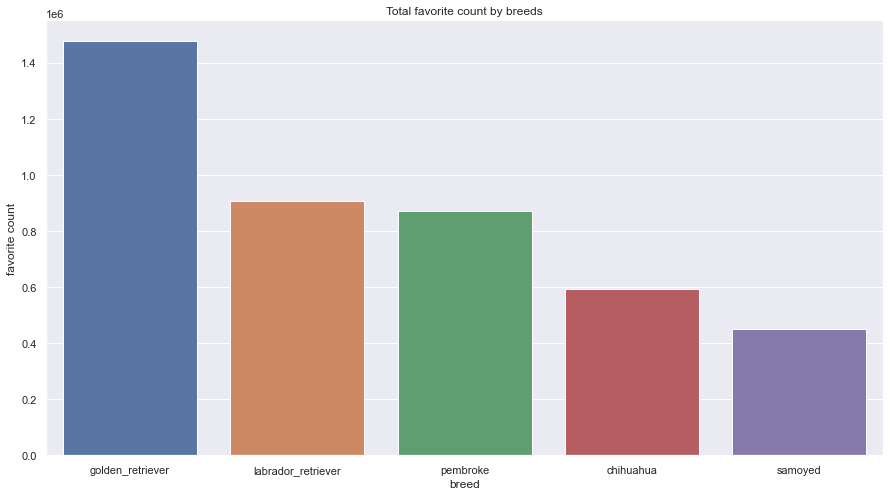 Total favorite count by breeds
1e6
1.4
1.2
1.0
0.8
0.6
0.4
0.2
0.0
favorite count
golden_retriever labrador_retriever pembroke chihuahua samoyed
breed